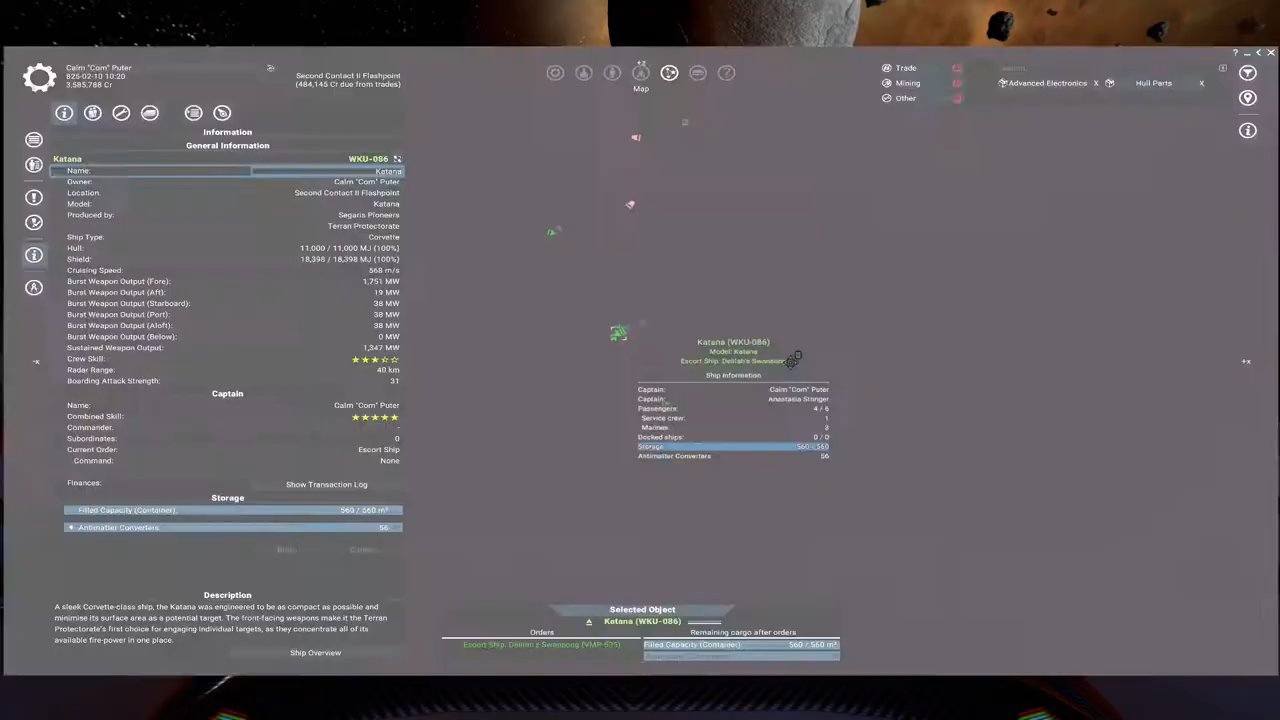 Calm "Com" Puter
825-02-10 10:20
3,585,788 Cr
Second Contact II Flashpoint
(484,145 Cr due from trades)
Map
Trade
Mining
Other
Advanced Electronics X
Hull Parts X
Information
General Information
Katana WKU-086
Name: Katana
Owner: Calm "Com" Puter
Location: Second Contact II Flashpoint
Model: Katana
Produced by: Segaris Pioneers
Terran Protectorate
Ship Type: Corvette
Hull: 11,000 / 11,000 MJ (100%)
Shield: 18,398 / 18,398 MJ (100%)
Cruising Speed: 568 m/s
Burst Weapon Output (Fore): 1,751 MW
Burst Weapon Output (Aft): 19 MW
Burst Weapon Output (Starboard): 38 MW
Burst Weapon Output (Port): 38 MW
Burst Weapon Output (Aloft): 38 MW
Burst Weapon Output (Below): 0 MW
Sustained Weapon Output: 1,347 MW
Crew Skill:
Radar Range: 40 km
Boarding Attack Strength: 31
Captain
Name: Calm "Com" Puter
Combined Skill:
Commander: -
Subordinates: 0
Current Order: Escort Ship
Command: None
Finances: Show Transaction Log
Storage
Filled Capacity (Container): 560 / 560 m³
Antimatter Converters 56
Description
A sleek Corvette-class ship, the Katana was engineered to be as compact as possible and
minimise its surface area as a potential target. The front-facing weapons make it the Terran
Protectorate's first choice for engaging individual targets, as they concentrate all of its
available fire-power in one place.
Ship Overview
Katana (WKU-086)
Model: Katana
Escort Ship:
Ship Information
Captain: Calm "Com" Puter
Captain: Anastasia Stringer
Passengers: 4 / 6
Service crew: 1
Marines: 3
Docked ships: 0 / 0
Storage 560 / 560
Antimatter Converters 56
Selected Object
Katana (WKU-086)
Orders
Remaining cargo after orders
Escort Ship:
Filled Capacity (Container): 560 / 560 m³